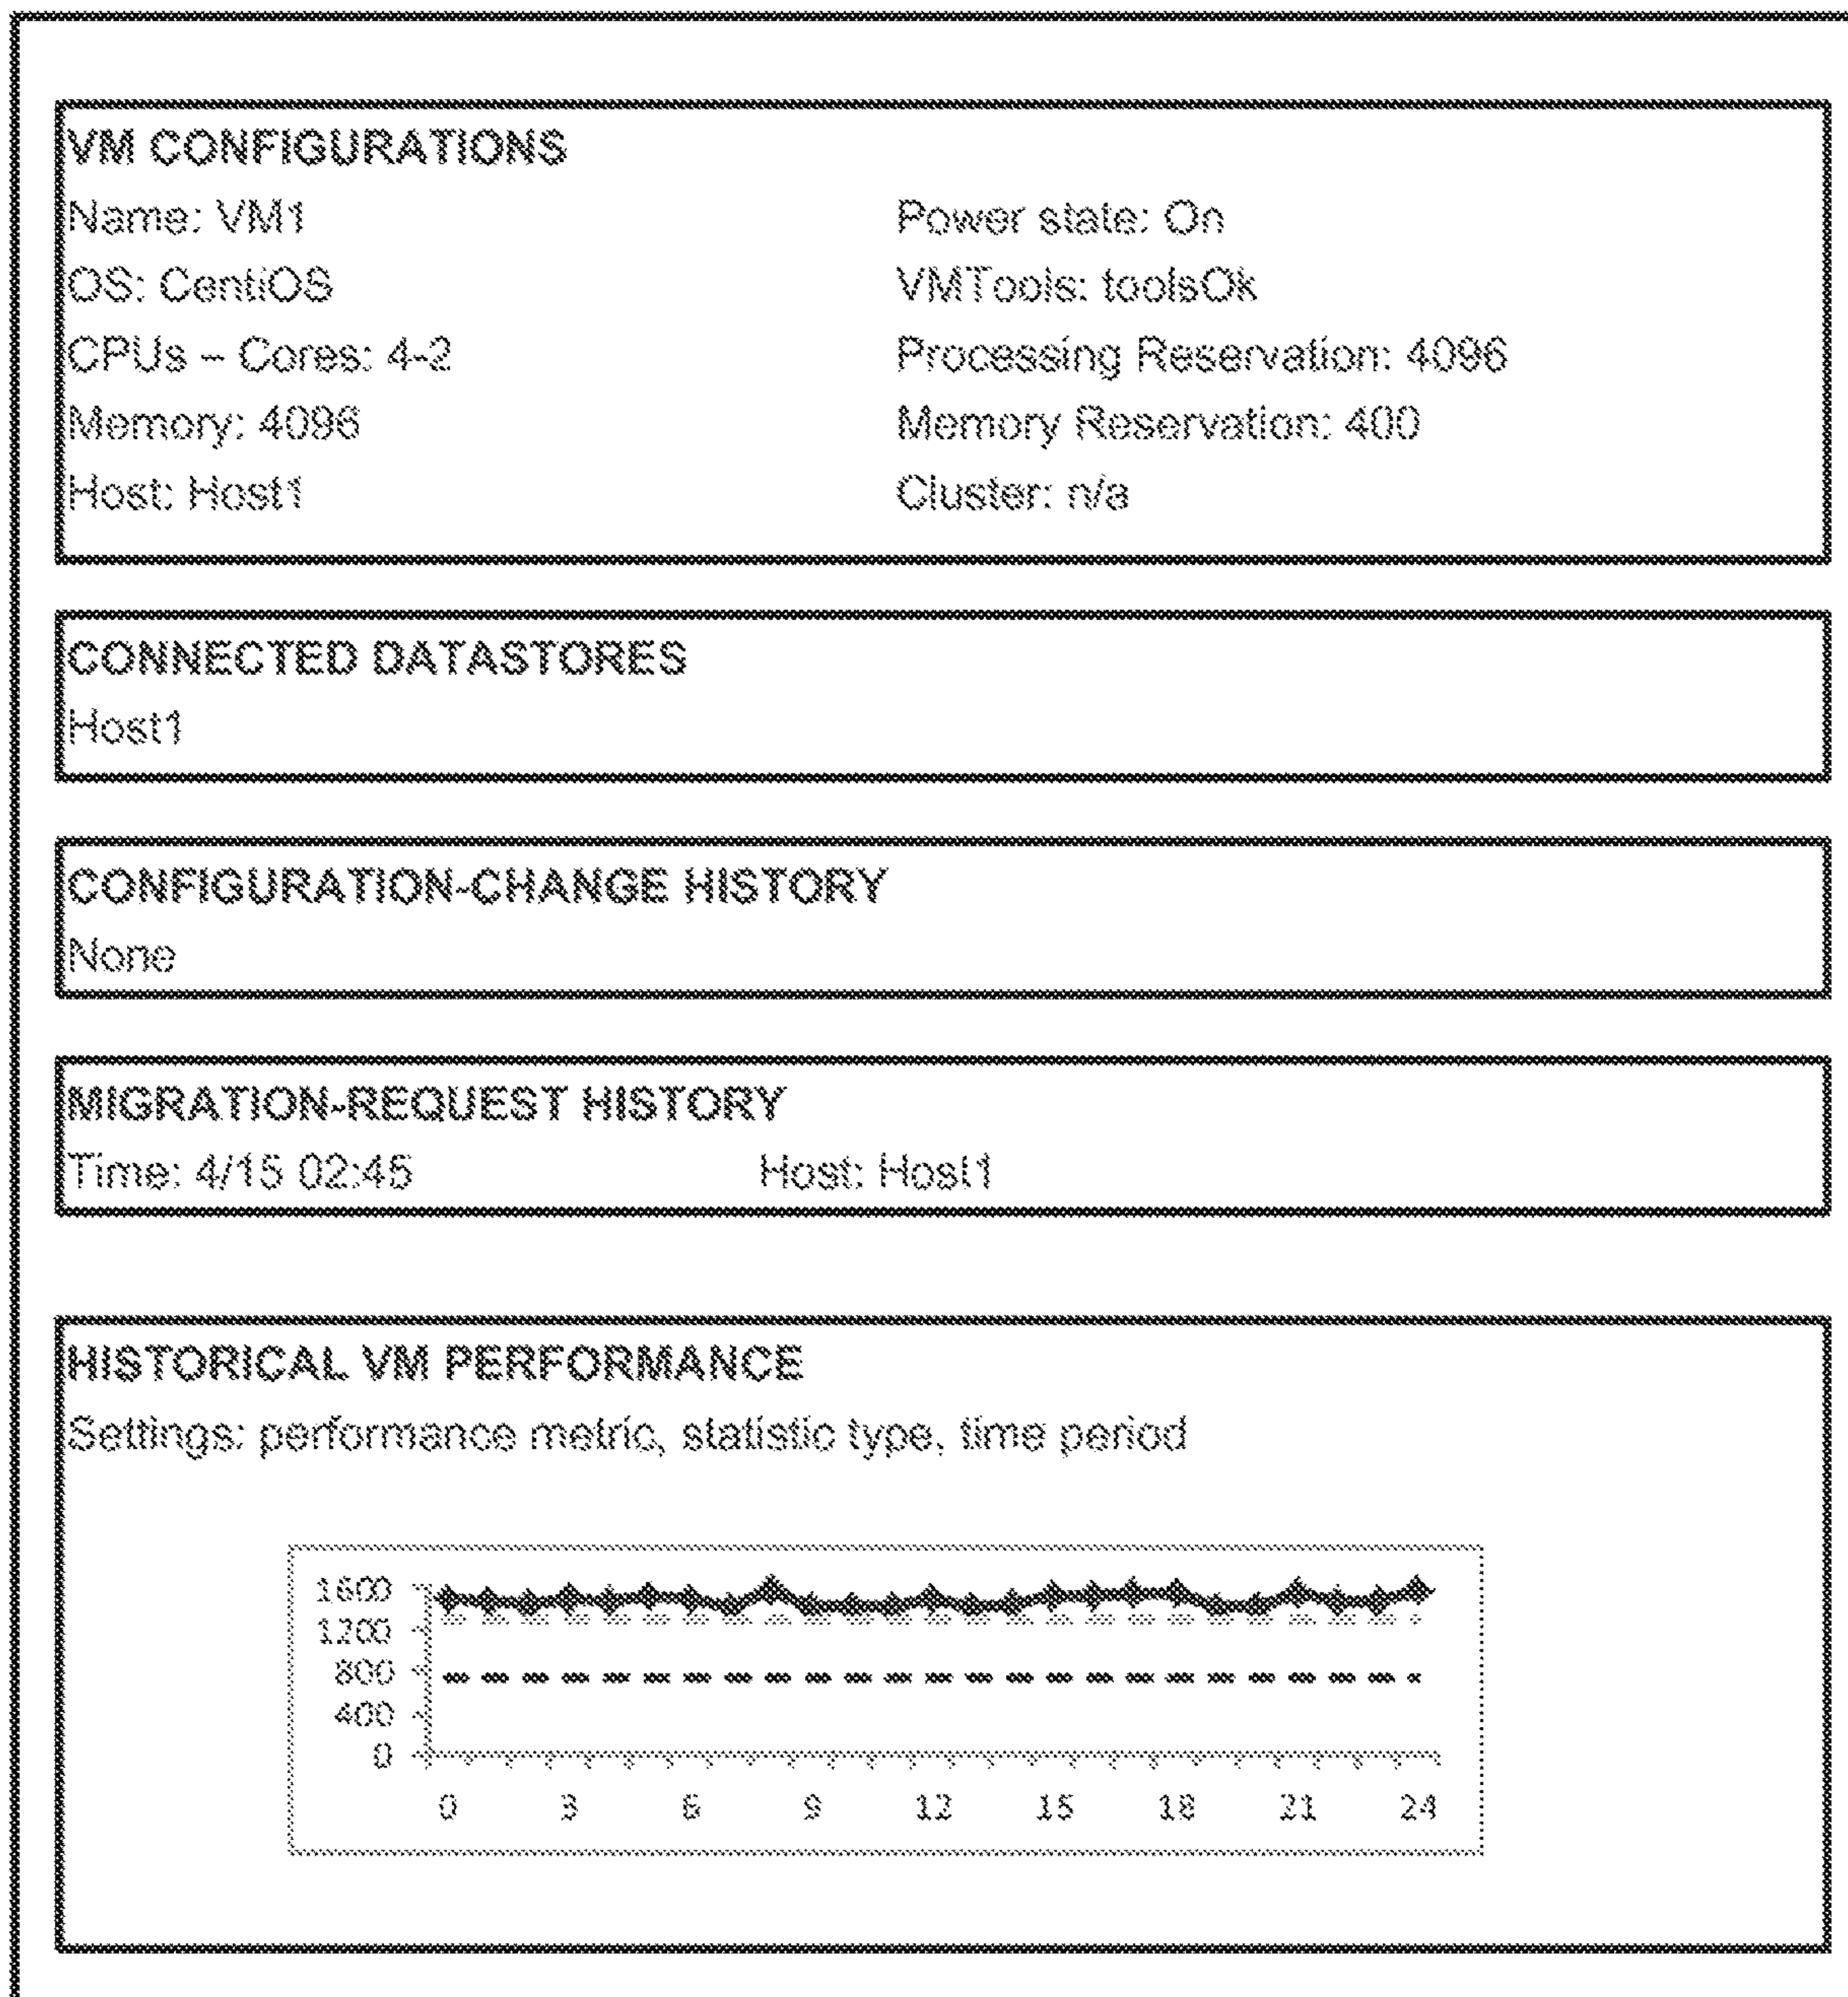 VM CONFIGURATIONS
Name: VM1 Power state: On
OS: CentiOS VMTools: toolsOk
CPUs – Cores: 4-2 Processing Reservation: 4096
Memory: 4096 Memory Reservation: 400
Host: Host1 Cluster: n/a
CONNECTED DATASTORES
Host1
CONFIGURATION-CHANGE HISTORY
None
MIGRATION-REQUEST HISTORY
Time: 4/15 02:45 Host: Host1
HISTORICAL VM PERFORMANCE
Settings: performance metric, statistic type, time period
1600
1200
800
400
0
0 3 6 9 12 15 18 21 24